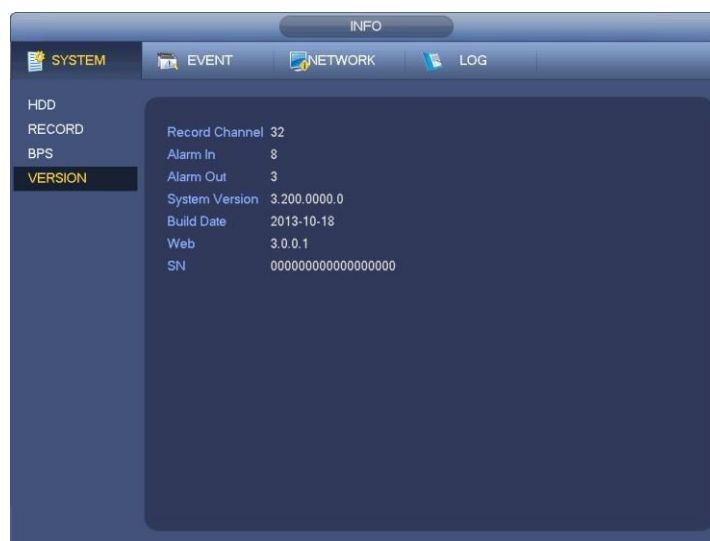 INFO
SYSTEM EVENT NETWORK LOG
HDD
RECORD
BPS
VERSION
Record Channel 32
Alarm In 8
Alarm Out 3
System Version 3.200.0000.0
Build Date 2013-10-18
Web 3.0.0.1
SN 000000000000000000